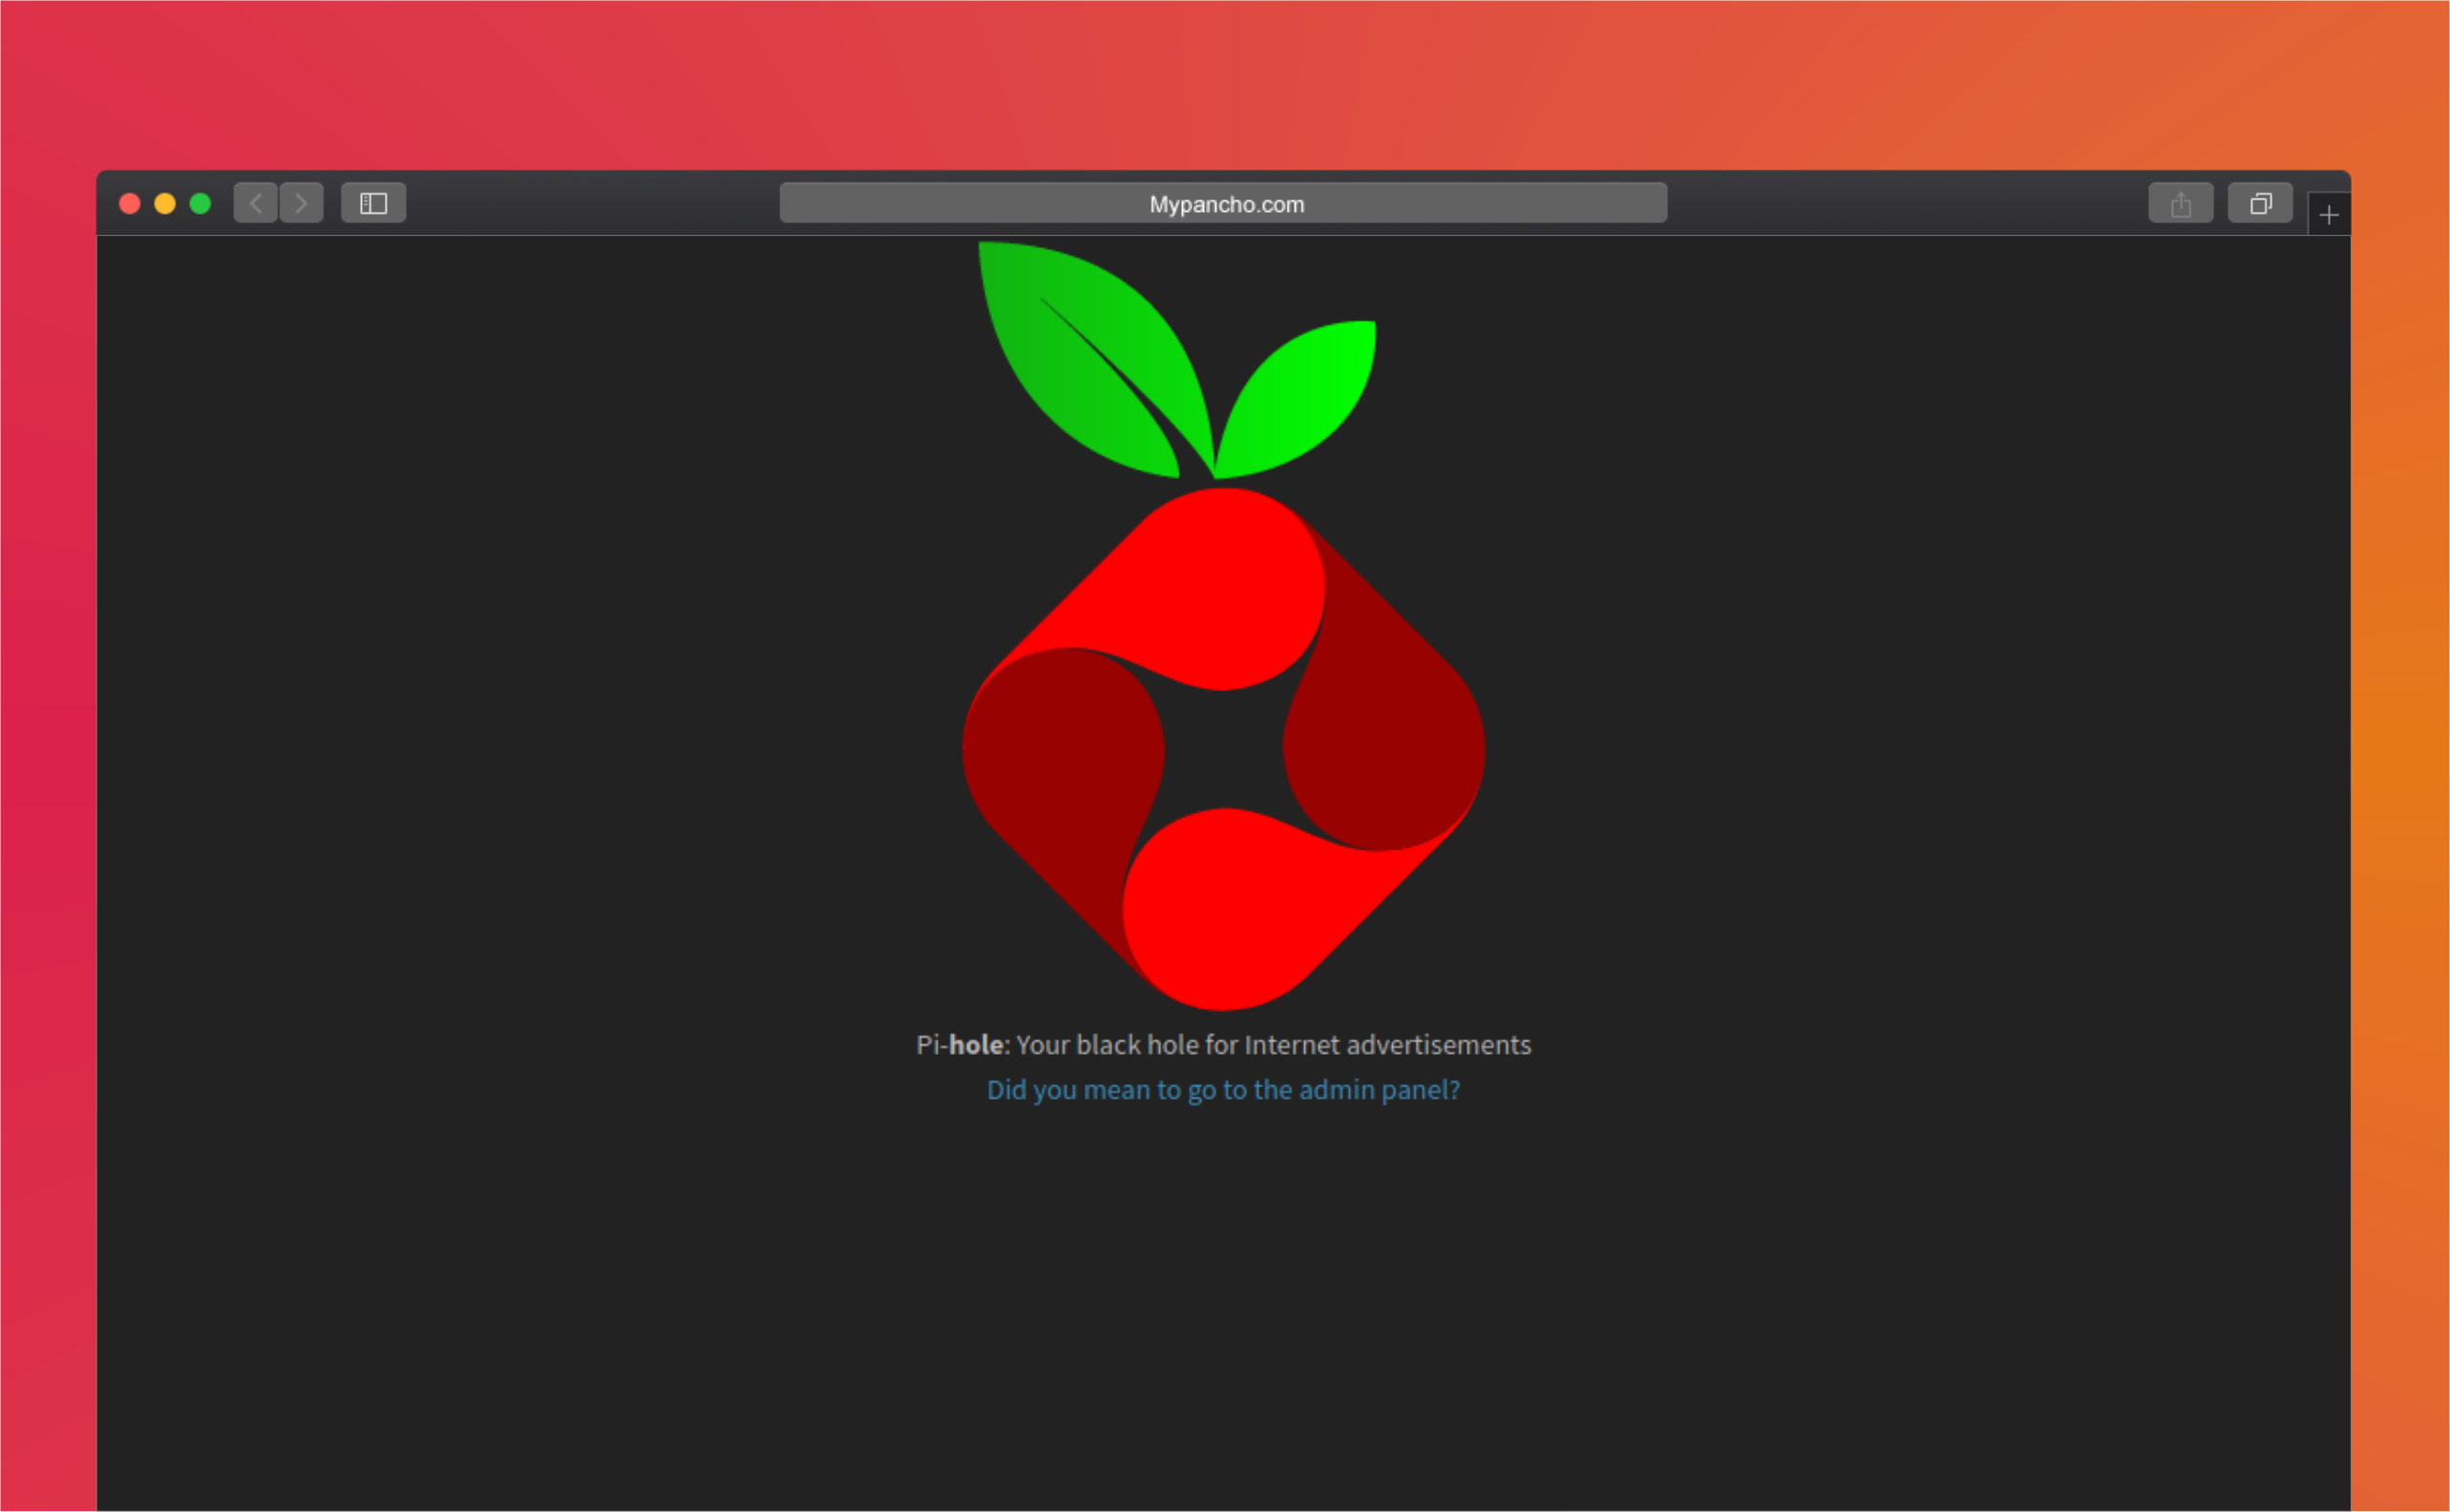 Mypancho.com
Pi-hole: Your black hole for Internet advertisements
Did you mean to go to the admin panel?